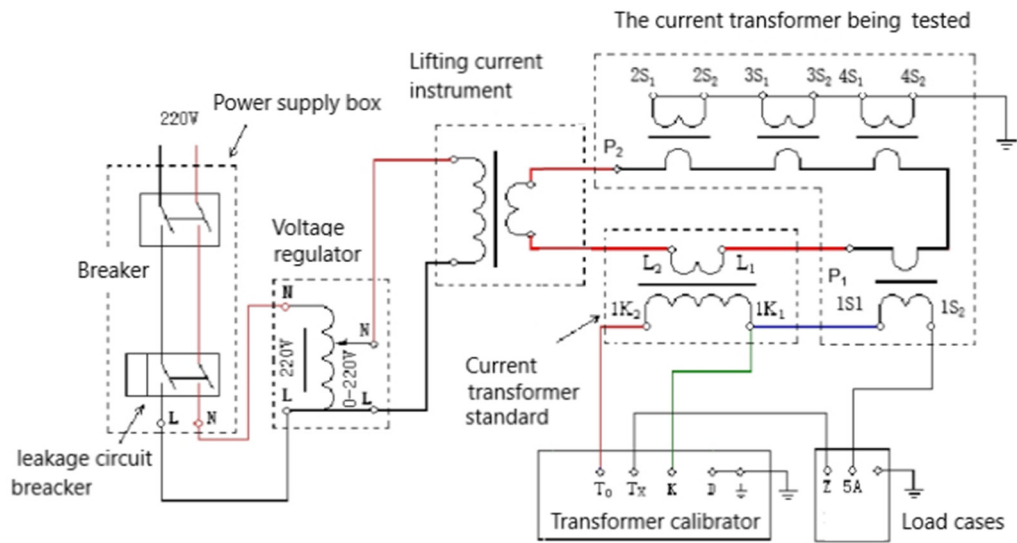 The current transformer being tested
Lifting current
instrument
2S₁ 2S₂ 3S₁ 3S₂ 4S₁ 4S₂
Power supply box
220V
P₂
Voltage
regulator
Breaker
L₂ L₁
P₁
N
1K₂ 1K₁
1S1 1S₂
N
220V
0-220V
Current
transformer
standard
L
L
L N
leakage circuit
breacker
T₀ Tx K D
Z 5A
Transformer calibrator
Load cases